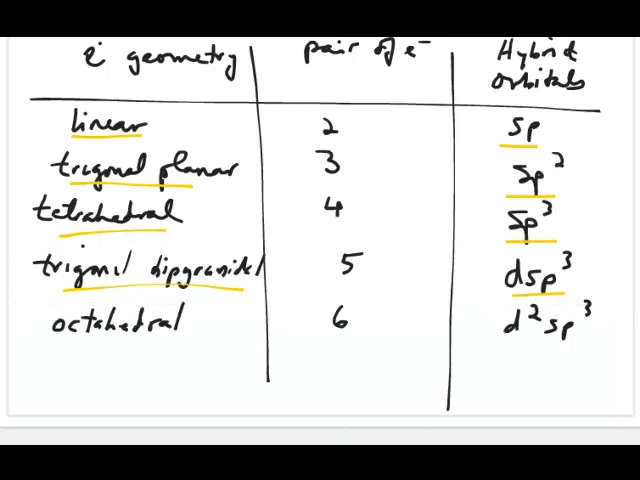 e⁻ geometry pair of e⁻ Hybrid orbitals
linear 2 sp
trigonal planar 3 sp²
tetrahedral 4 sp³
trigonal dipyramidal 5 dsp³
octahedral 6 d²sp³